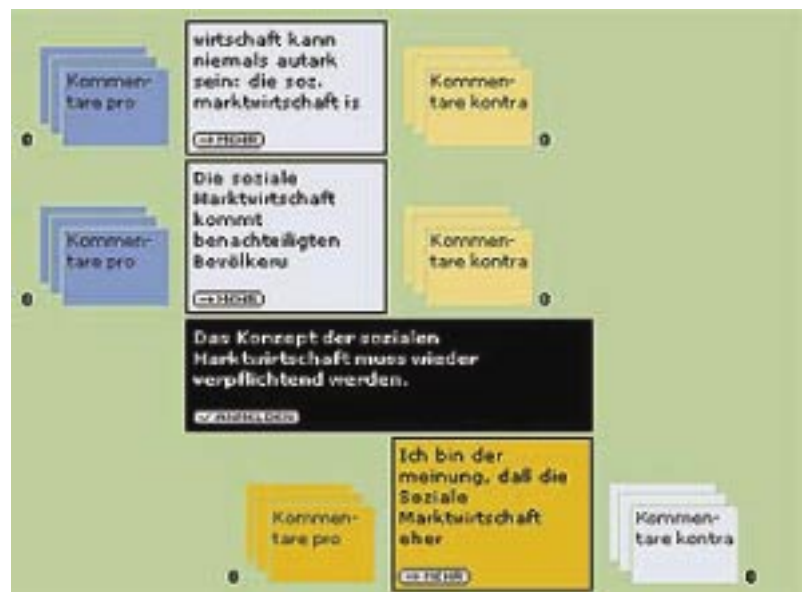 wirtschaft kann
niemals autark
sein: die soz.
marktwirtschaft is
→ MEHR
Kommen-
tare pro
0
Kommen-
tare kontra
0
Die soziale
Marktwirtschaft
kommt
benachteiligten
Bevölkeru
→ MEHR
Kommen-
tare pro
0
Kommen-
tare kontra
0
Das Konzept der sozialen
Marktwirtschaft muss wieder
verpflichtend werden.
✓ ANMELDEN
Ich bin der
meinung, daß die
Soziale
Marktwirtschaft
eher
→ MEHR
Kommen-
tare pro
0
Kommen-
tare kontra
0